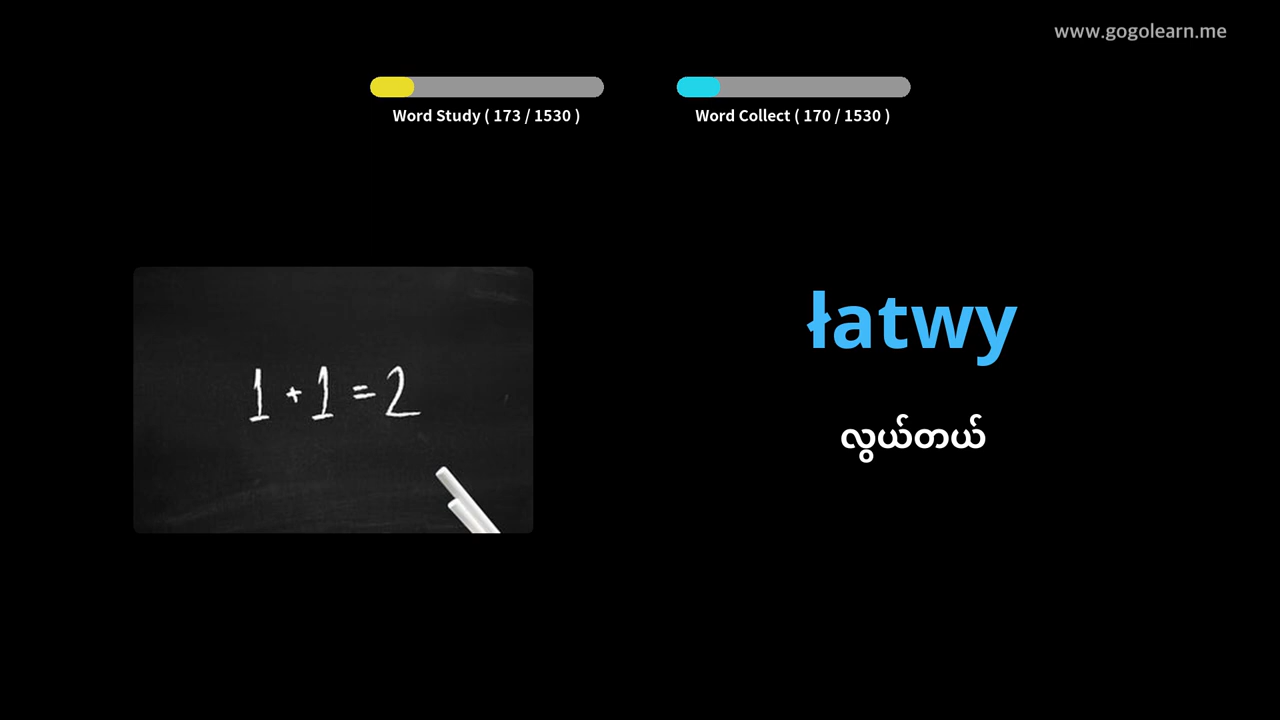 www.gogolearn.me
Word Study ( 173 / 1530 )
Word Collect ( 170 / 1530 )
1 + 1 = 2
łatwy
လွယ်တယ်